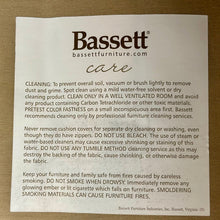 Bassett®
bassettfurniture.com
care
CLEANING: To prevent overall soil, vacuum or brush lightly to remove
dust and grime. Spot clean using a mild water-free solvent or dry
cleaning product. CLEAN ONLY IN A WELL VENTILATED ROOM and avoid
any product containing Carbon Tetrachloride or other toxic materials.
PRETEST COLOR FASTNESS on a small inconspicuous area first. Bassett
recommends cleaning only by professional furniture cleaning services.
Never remove cushion covers for separate dry cleaning or washing, even
though they do have zippers. DO NOT USE BLEACH. The use of steam or
water-based cleaners may cause excessive shrinking or staining of this
fabric. DO NOT USE ANY TUMBLE METHOD cleaning services as this may
destroy the backing of the fabric, cause shrinkage, or otherwise damage
the fabric.
Keep your furniture and family safe from fires caused by careless
smoking. DO NOT SMOKE WHEN DROWSY. Immediately remove any
glowing ember or lit cigarette which falls on furniture. SMOLDERING
SMOKING MATERIALS CAN CAUSE FURNITURE FIRES.
Bassett Furniture Industries, Inc., Bassett, Virginia